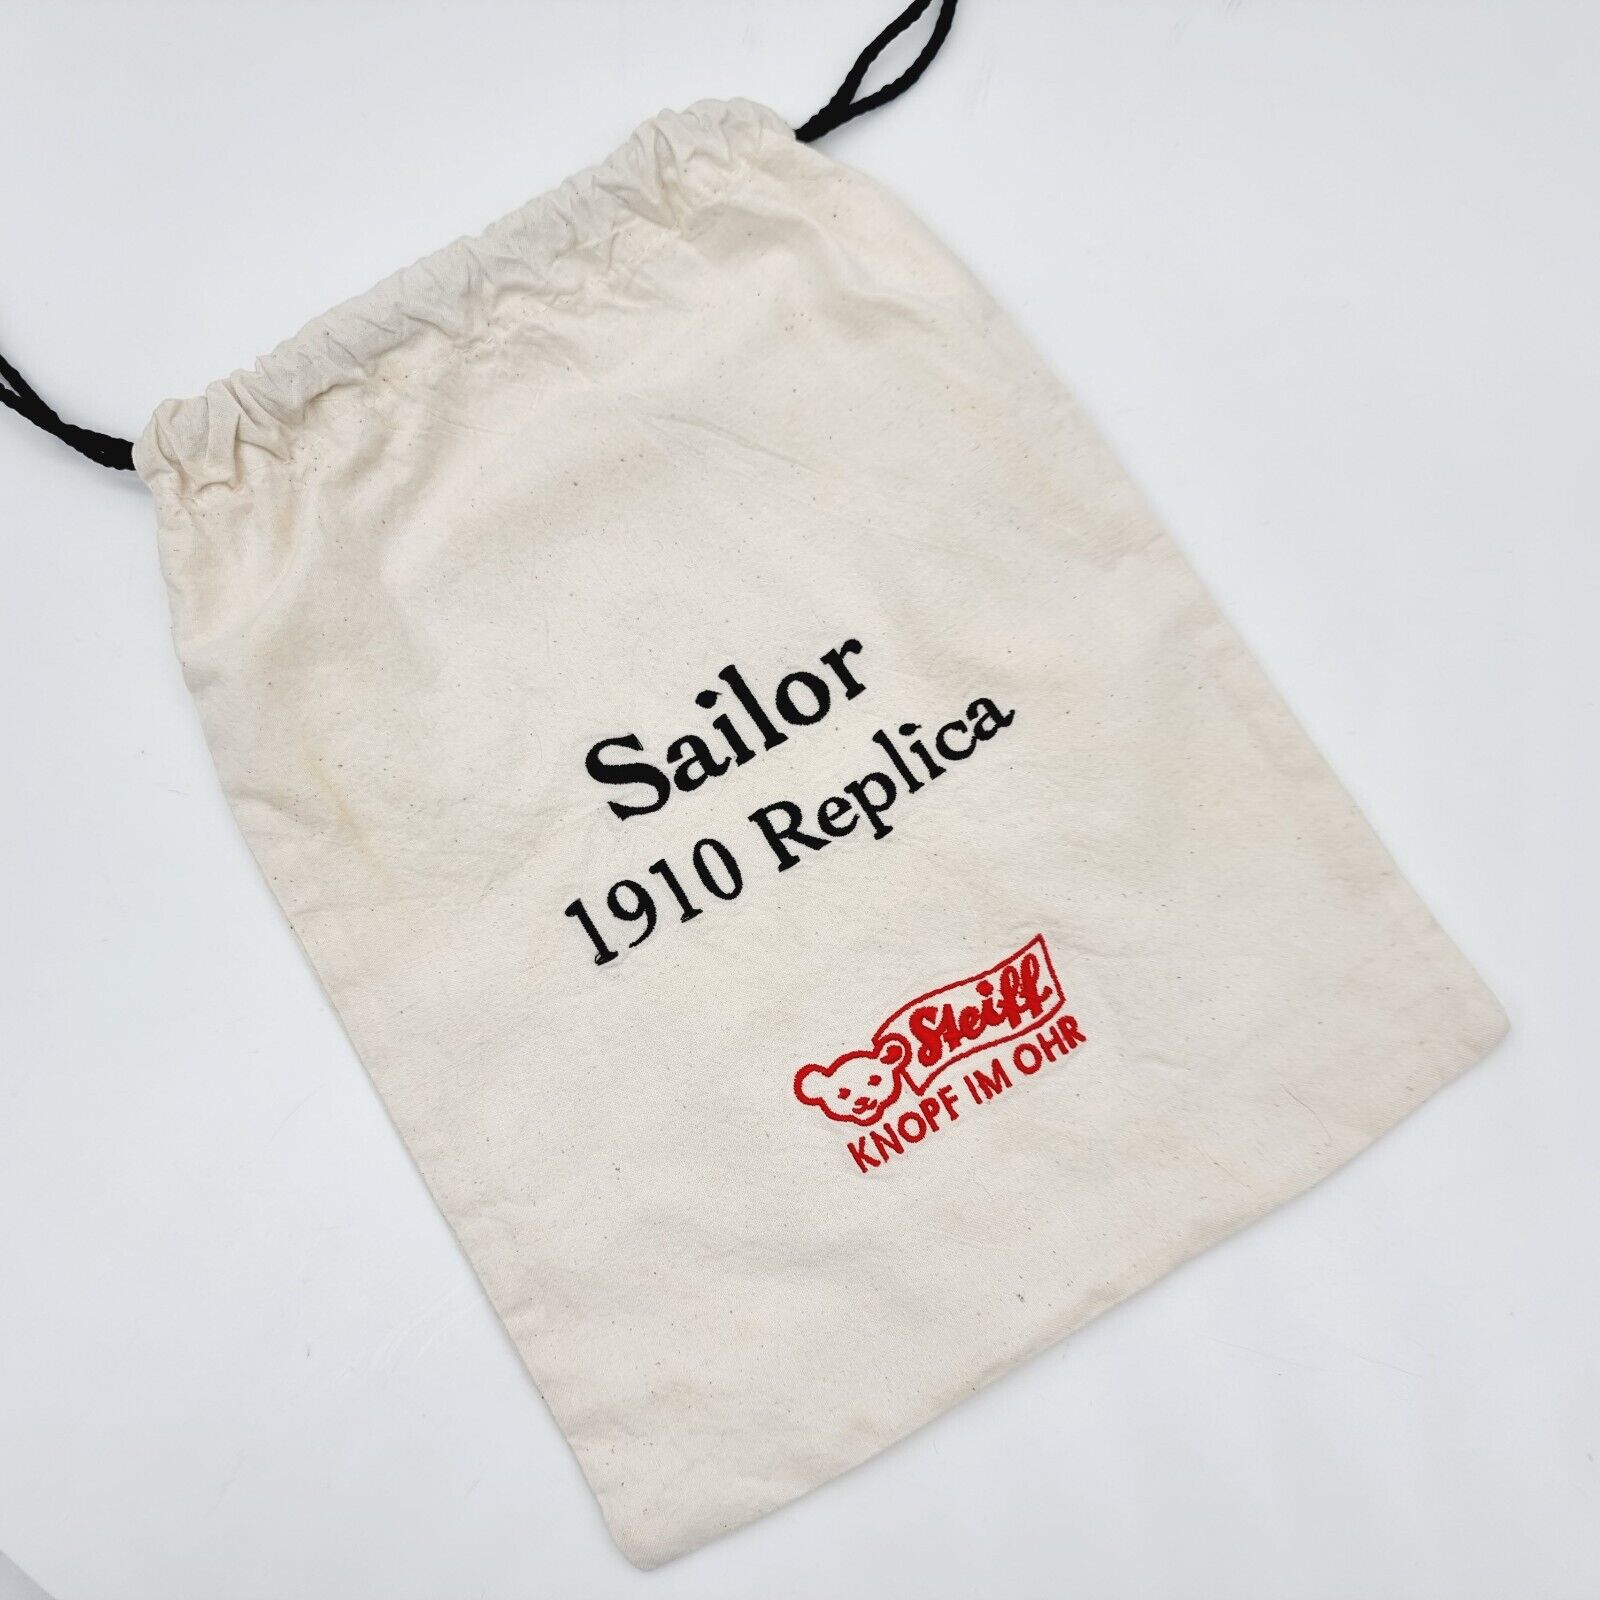 Sailor
1910 Replica
Steiff
KNOPF IM OHR